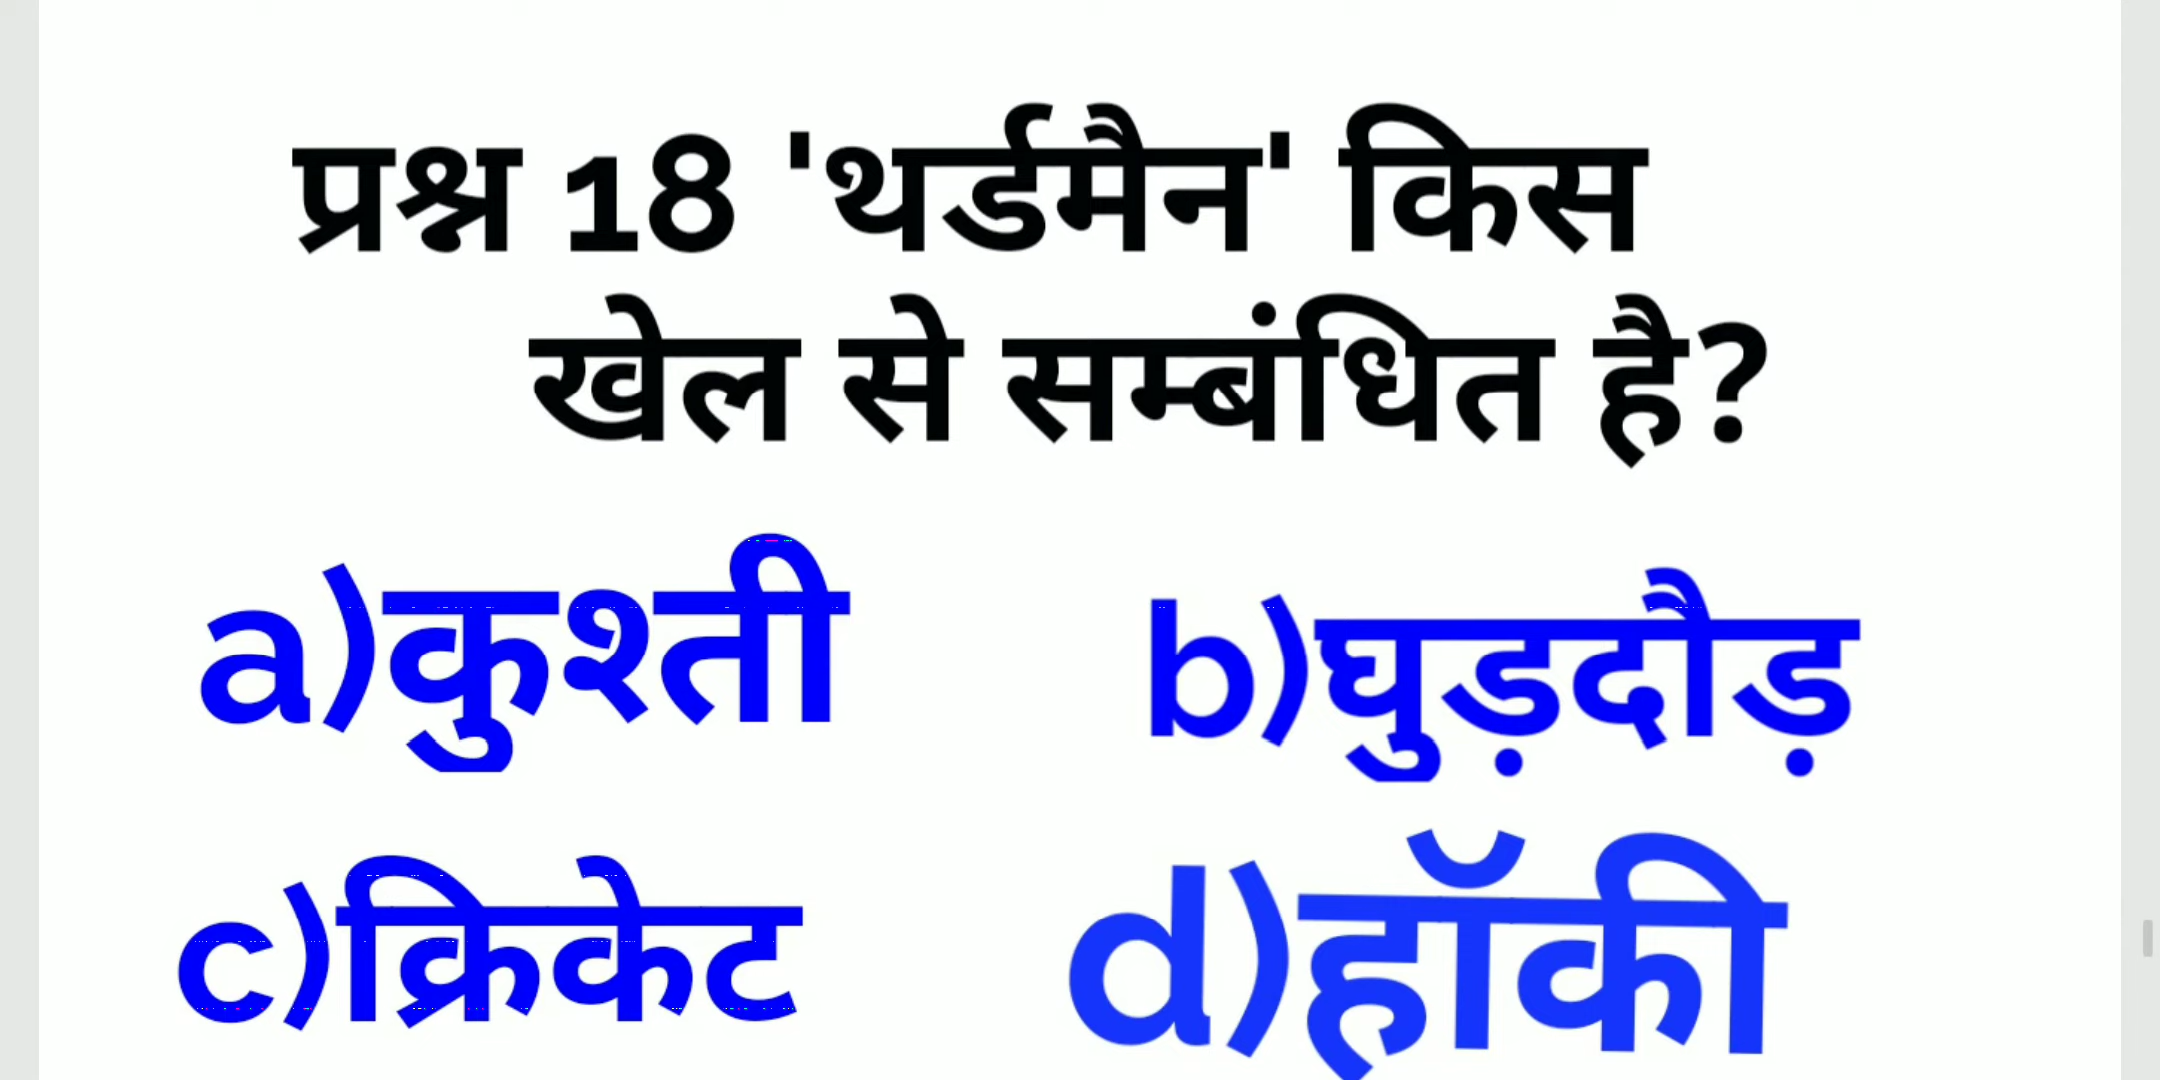 प्रश्न 18 'थर्डमैन' किस
खेल से सम्बंधित है?
a)कुश्ती
b)घुड़दौड़
c)क्रिकेट
d)हॉकी